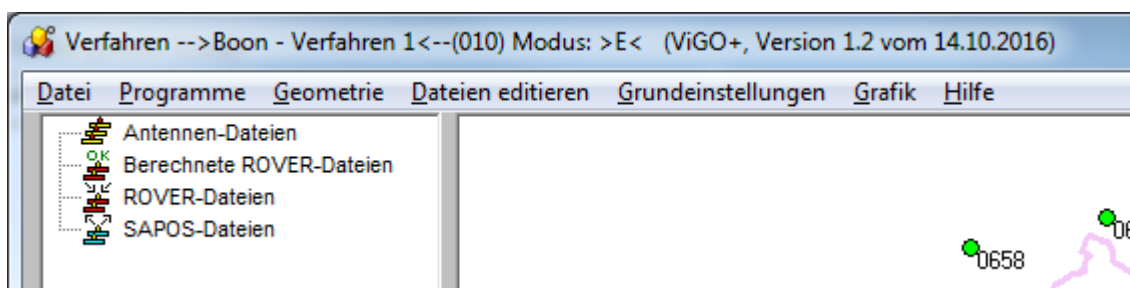 Verfahren -->Boon - Verfahren 1<--(010) Modus: >E< (ViGO+, Version 1.2 vom 14.10.2016)
Datei Programme Geometrie Dateien editieren Grundeinstellungen Grafik Hilfe
Antennen-Dateien
Berechnete ROVER-Dateien
ROVER-Dateien
SAPOS-Dateien
0658